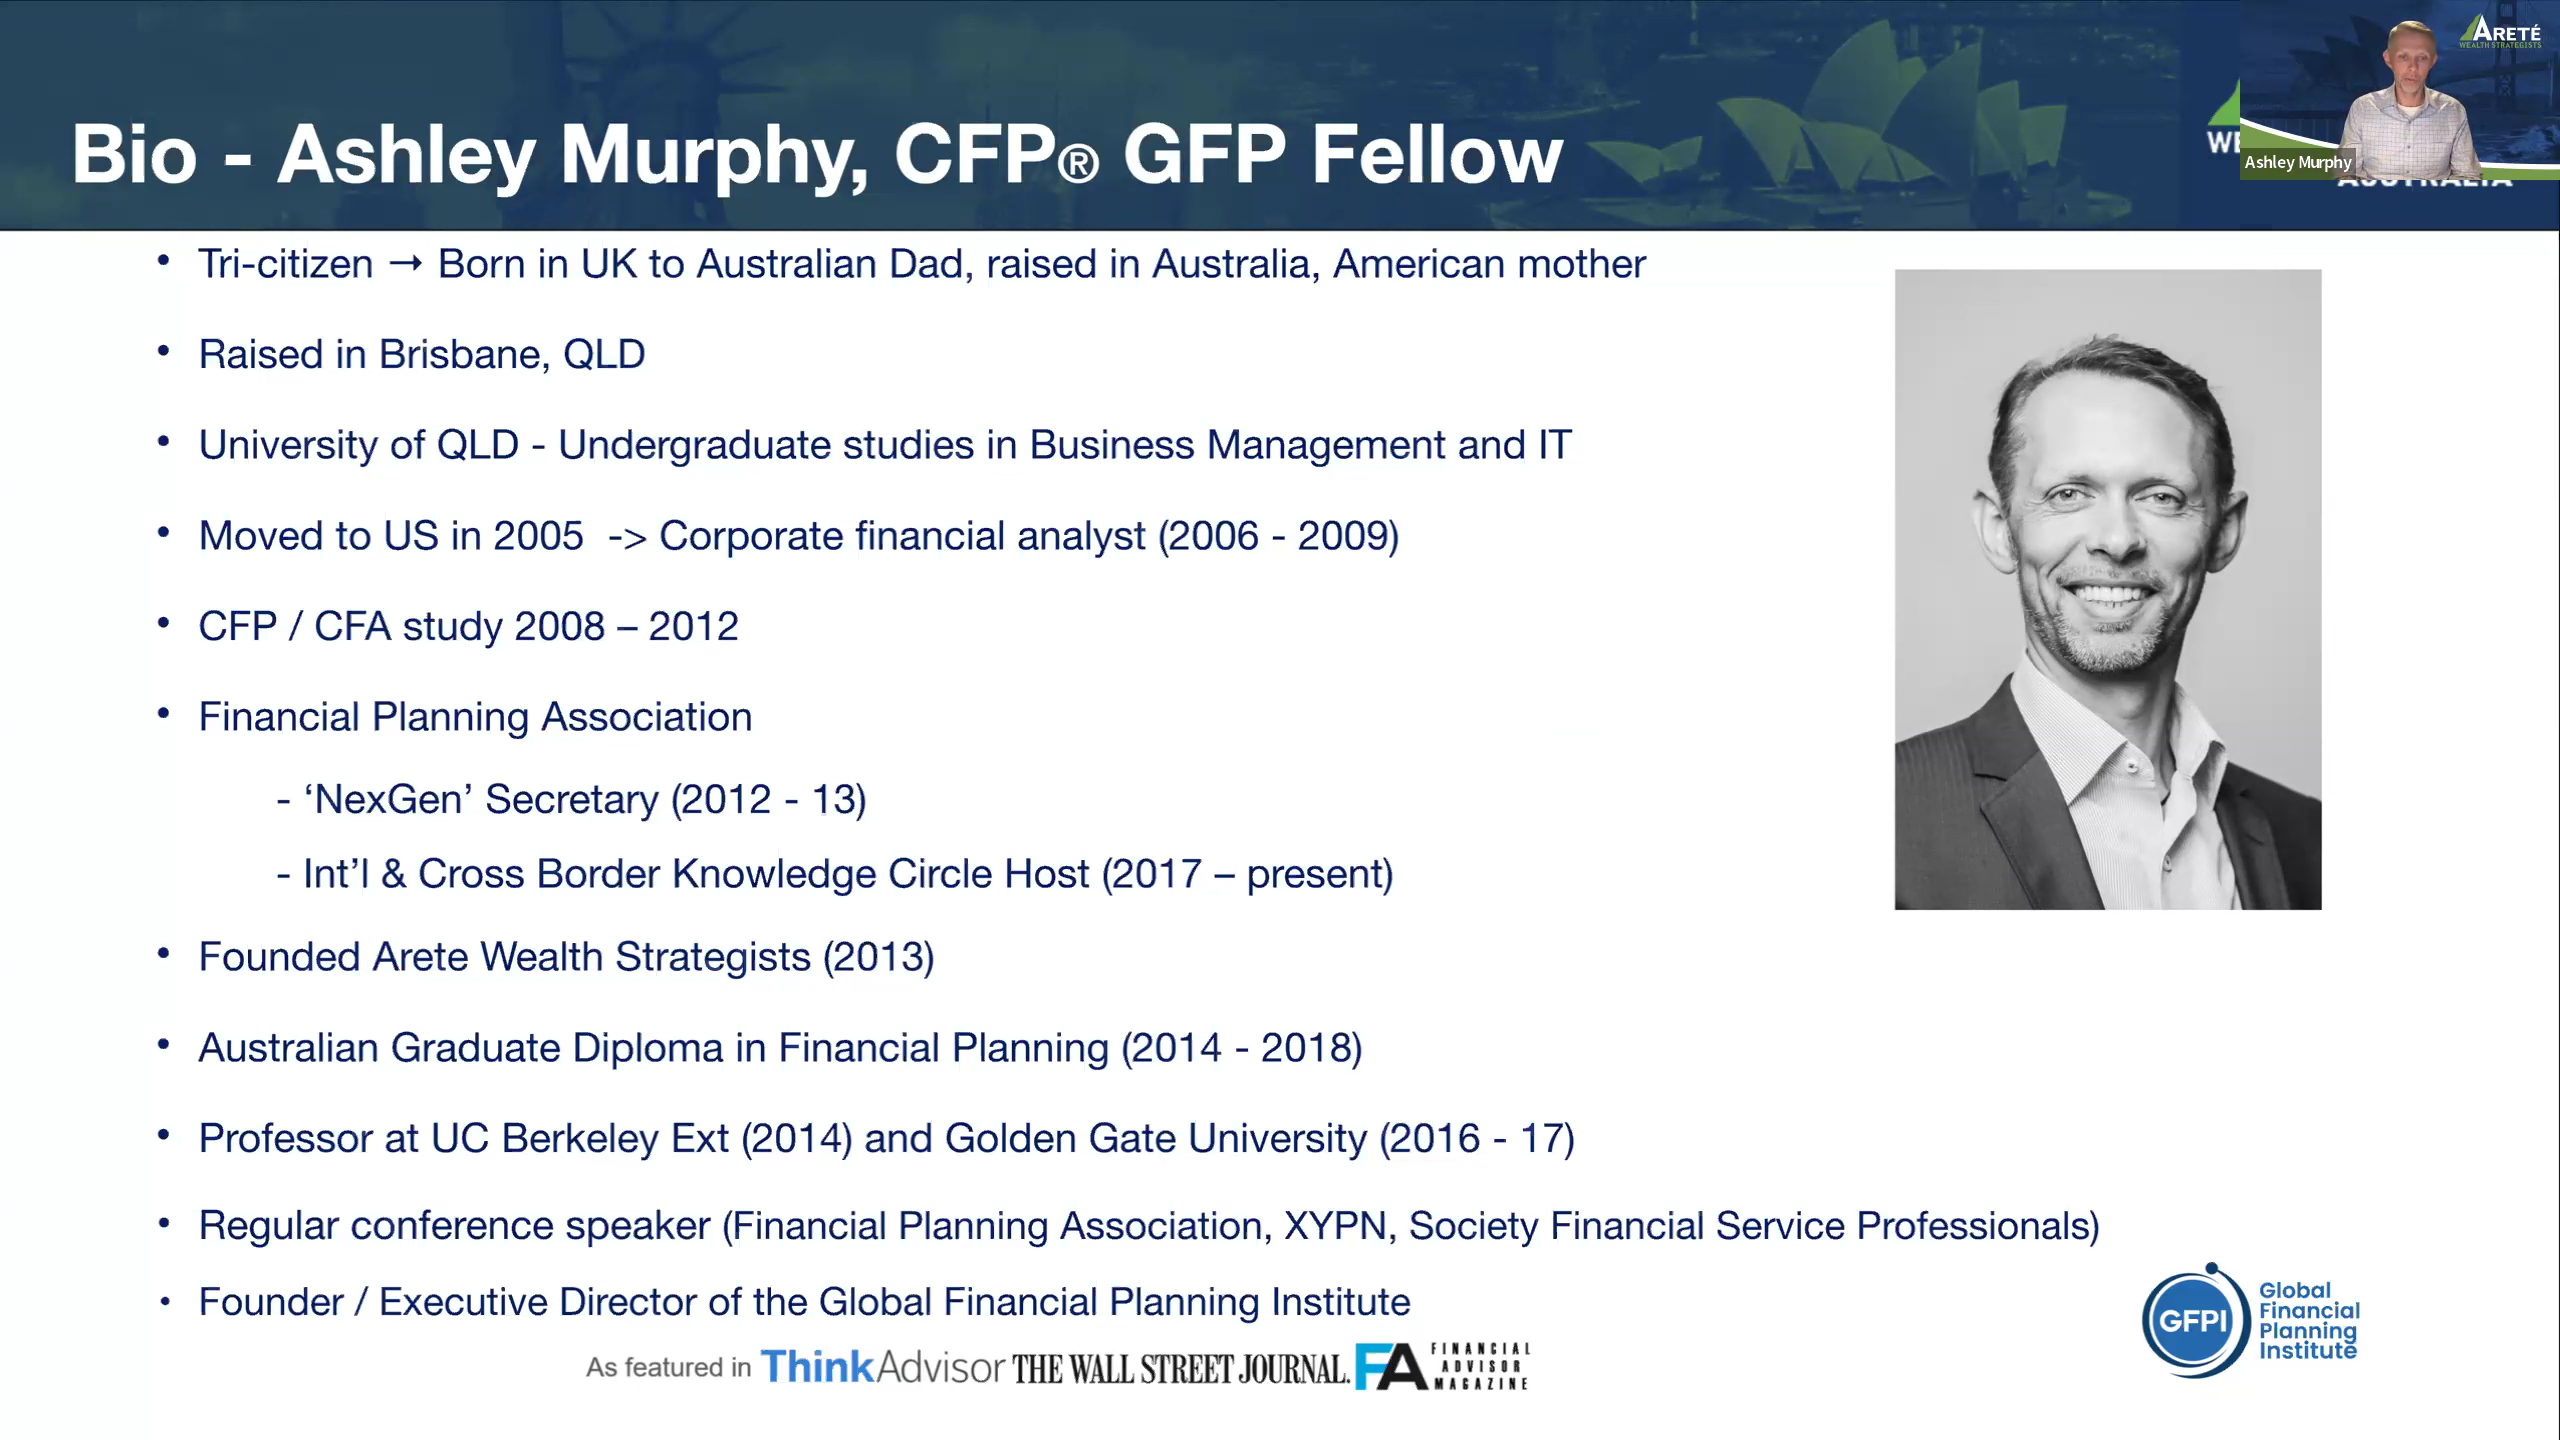 Bio - Ashley Murphy, CFP® GFP Fellow
ARETÉ
WEALTH STRATEGISTS
WE
Ashley Murphy
AUSTRALIA
• Tri-citizen → Born in UK to Australian Dad, raised in Australia, American mother
• Raised in Brisbane, QLD
• University of QLD - Undergraduate studies in Business Management and IT
• Moved to US in 2005 -> Corporate financial analyst (2006 - 2009)
• CFP / CFA study 2008 – 2012
• Financial Planning Association
- ‘NexGen’ Secretary (2012 - 13)
- Int’l & Cross Border Knowledge Circle Host (2017 – present)
• Founded Arete Wealth Strategists (2013)
• Australian Graduate Diploma in Financial Planning (2014 - 2018)
• Professor at UC Berkeley Ext (2014) and Golden Gate University (2016 - 17)
• Regular conference speaker (Financial Planning Association, XYPN, Society Financial Service Professionals)
• Founder / Executive Director of the Global Financial Planning Institute
As featured in ThinkAdvisor THE WALL STREET JOURNAL. FA FINANCIAL ADVISOR MAGAZINE
GFPI
Global
Financial
Planning
Institute